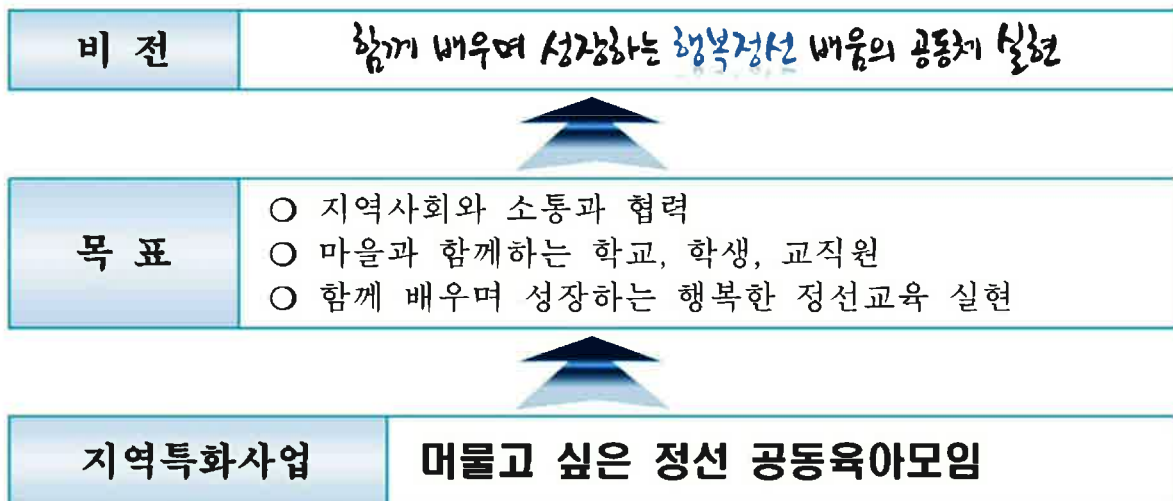 비 전
함께 배우며 성장하는 행복정선 배움의 공동체 실현
목 표
○ 지역사회와 소통과 협력
○ 마을과 함께하는 학교, 학생, 교직원
○ 함께 배우며 성장하는 행복한 정선교육 실현
지역특화사업
머물고 싶은 정선 공동육아모임